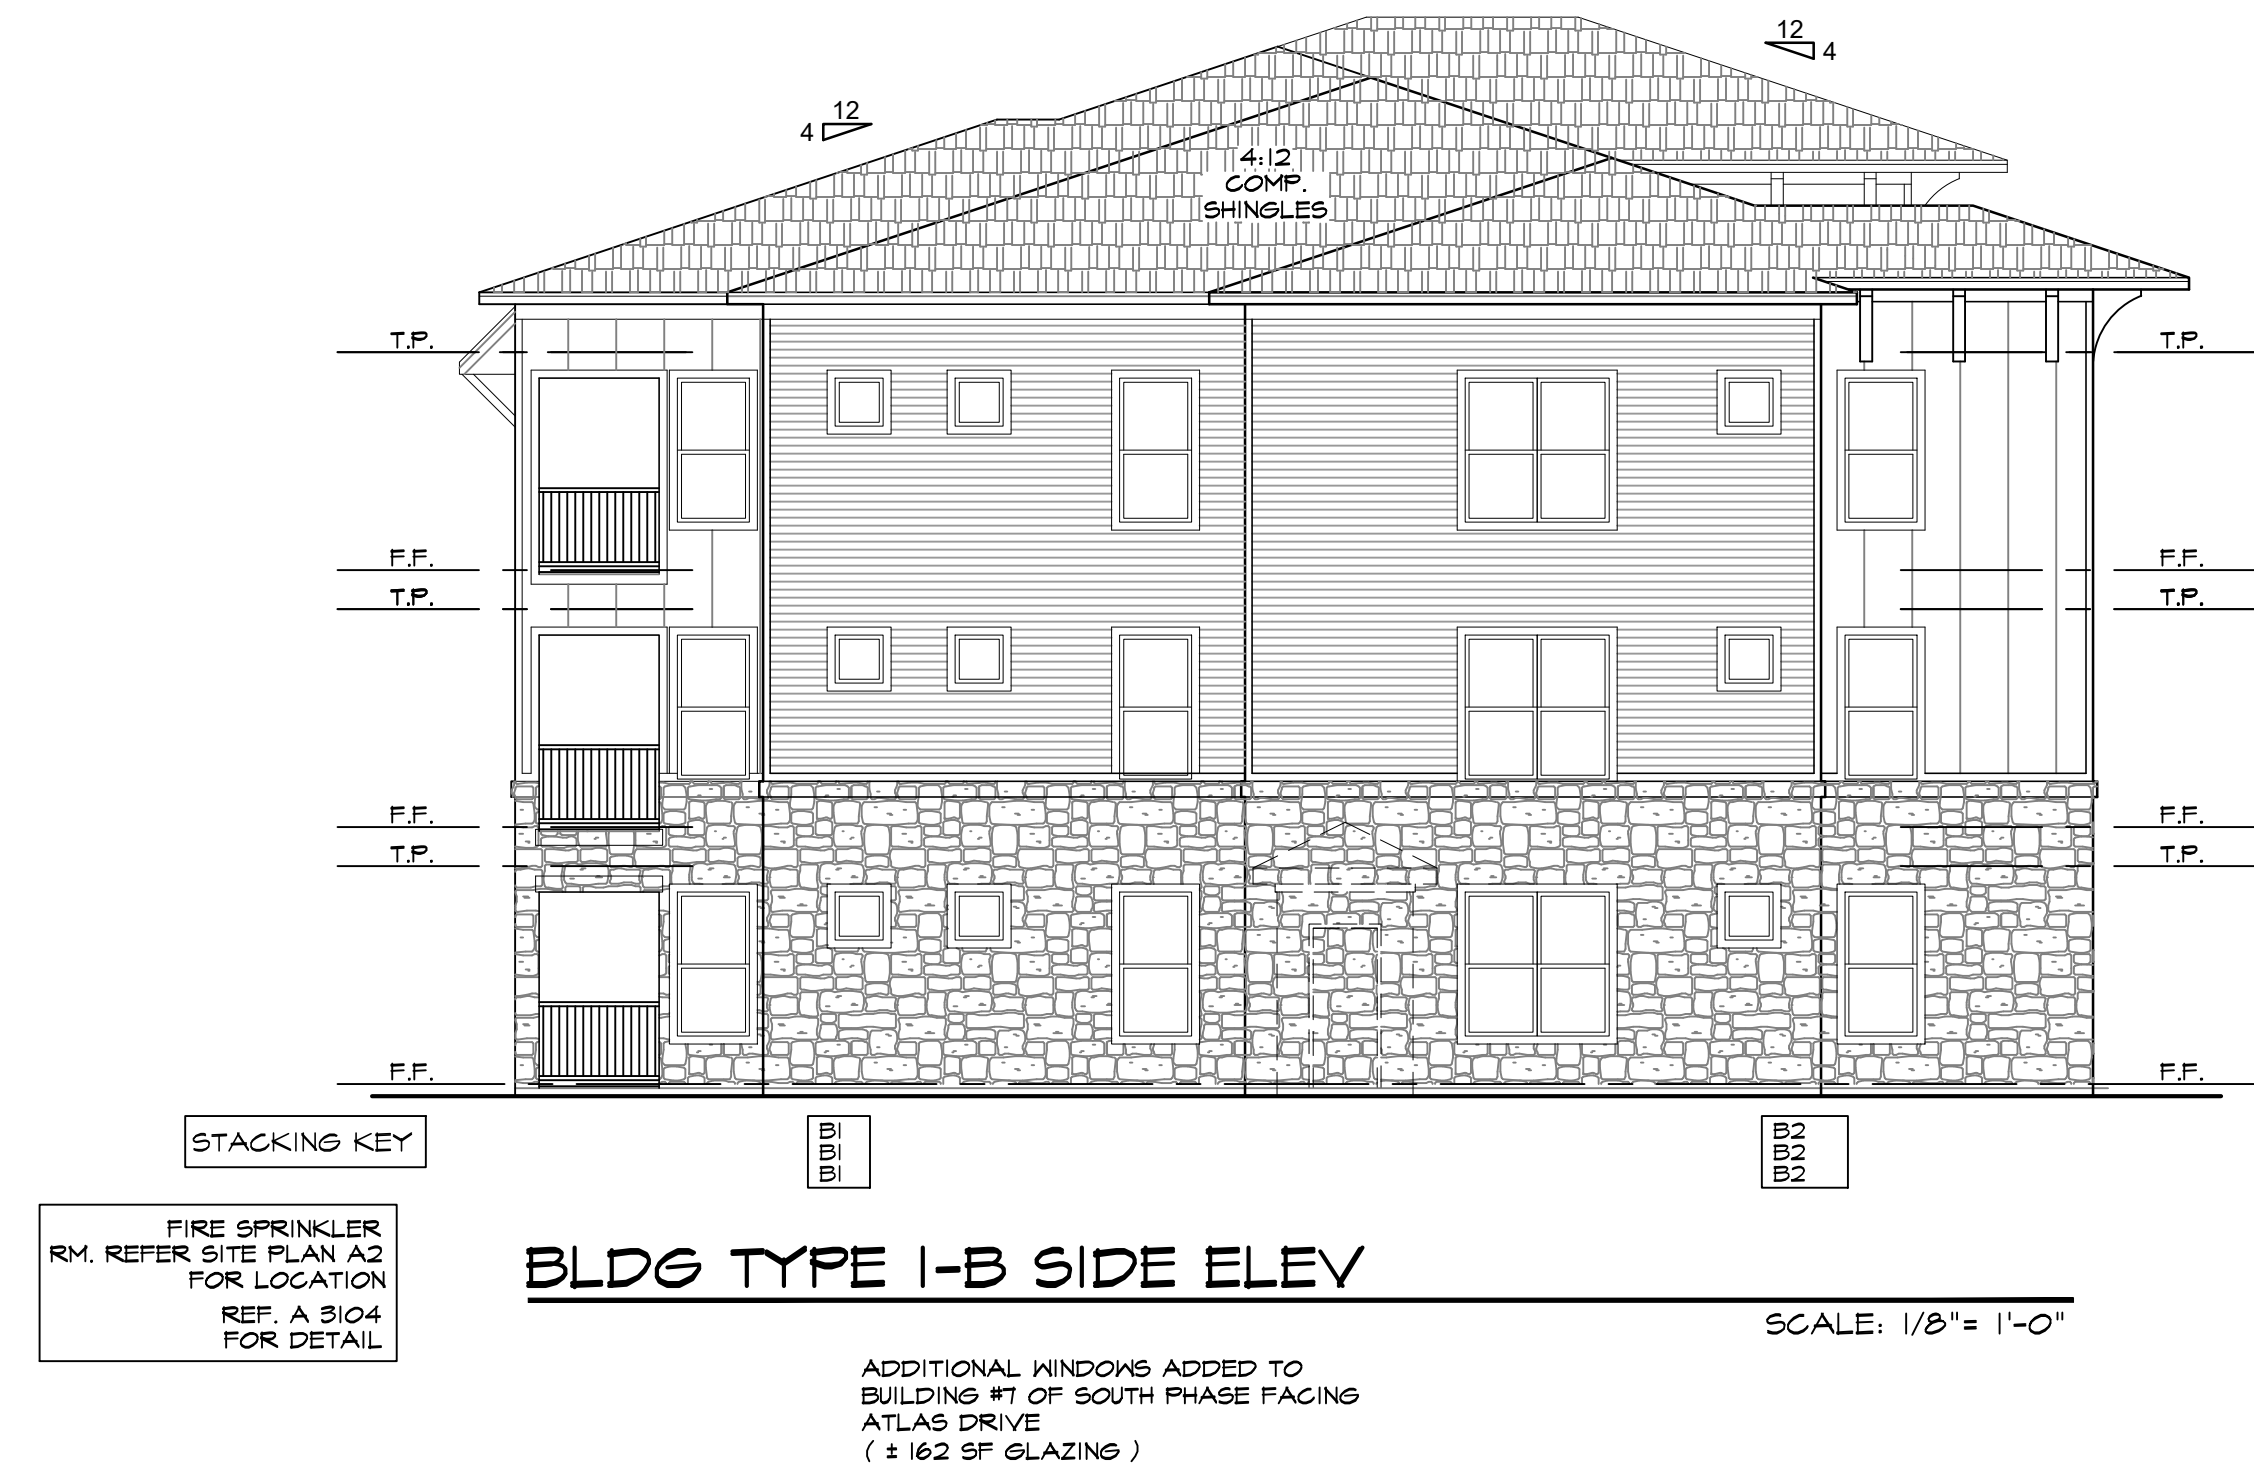 12
4
12
4
4:12
COMP.
SHINGLES
T.P.
T.P.
F.F.
F.F.
T.P.
T.P.
F.F.
F.F.
T.P.
T.P.
F.F.
F.F.
STACKING KEY
B1
B1
B1
B2
B2
B2
FIRE SPRINKLER
RM. REFER SITE PLAN A2
FOR LOCATION
REF. A 3104
FOR DETAIL
BLDG TYPE I-B SIDE ELEV
SCALE: 1/8"= 1'-0"
ADDITIONAL WINDOWS ADDED TO
BUILDING #7 OF SOUTH PHASE FACING
ATLAS DRIVE
( ± 162 SF GLAZING )